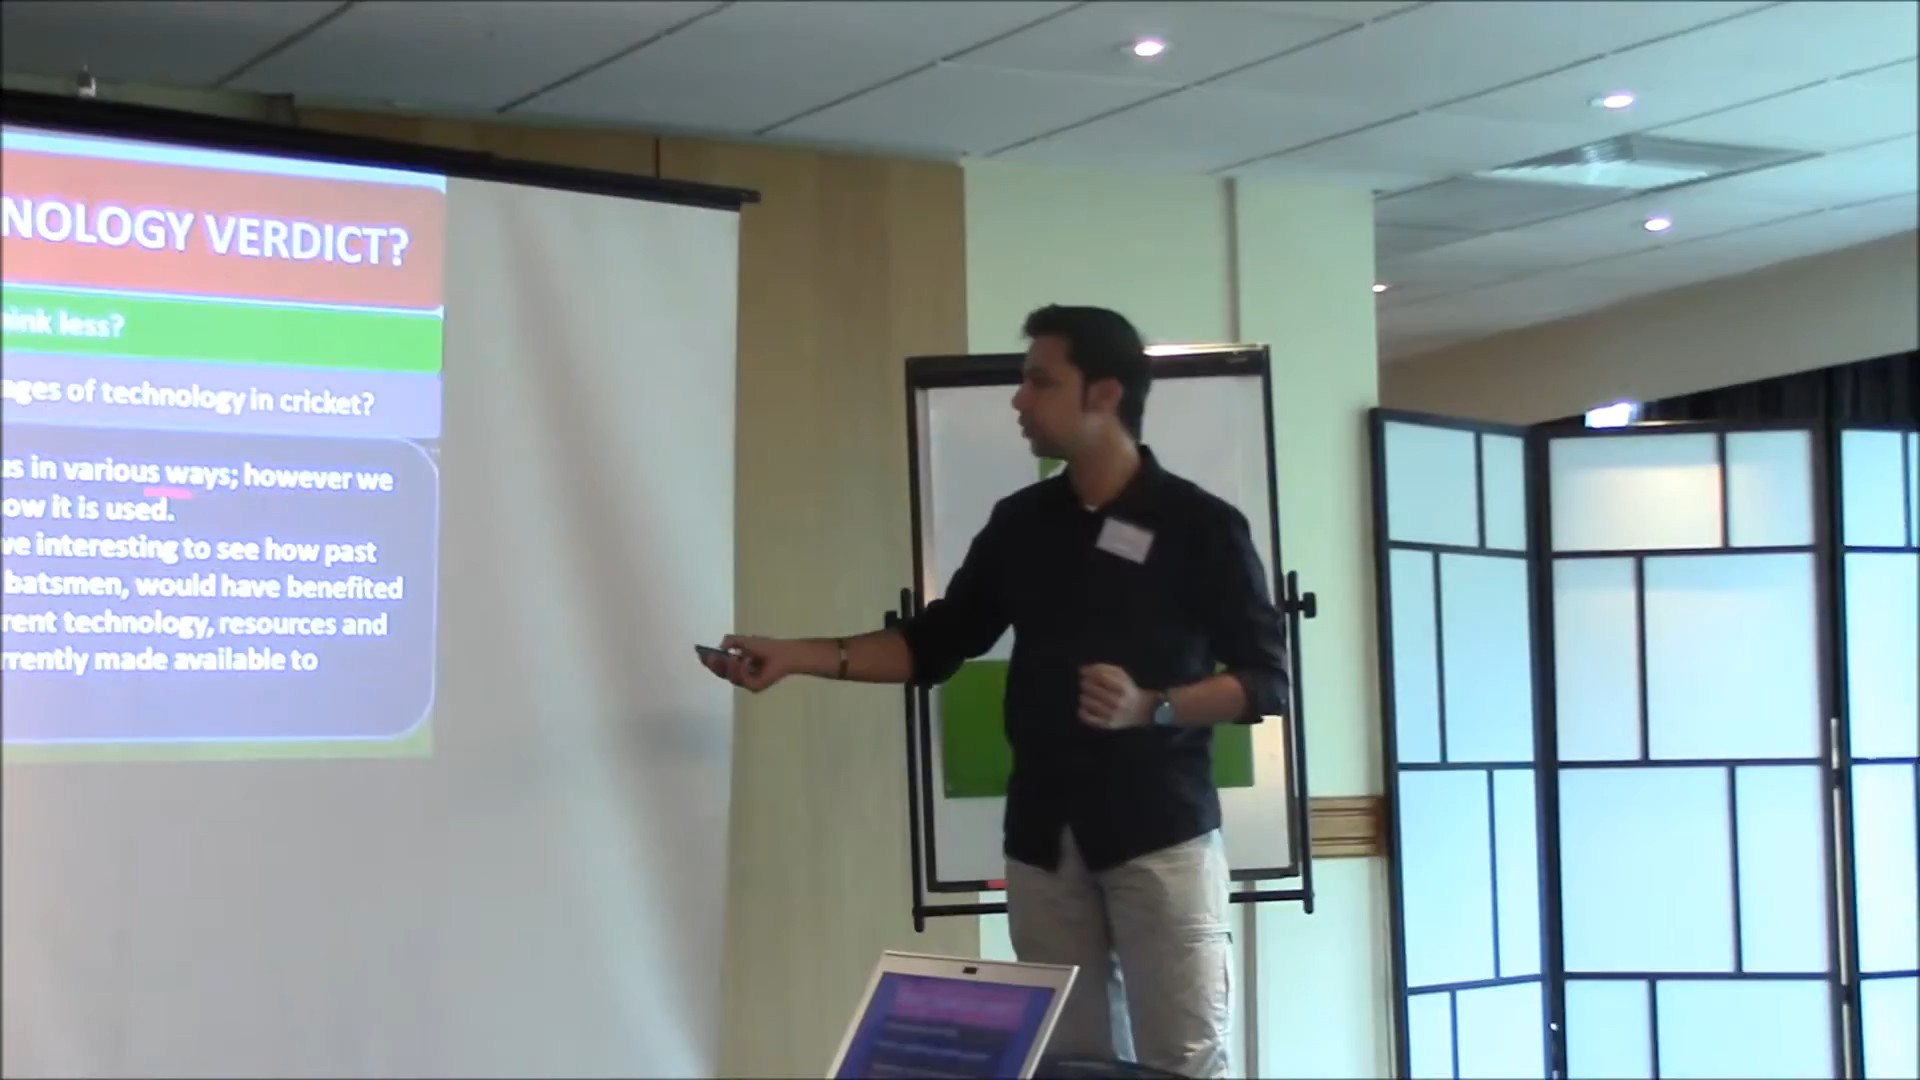 NOLOGY VERDICT?
ink less?
ages of technology in cricket?
us in various ways; however we
ow it is used.
ve interesting to see how past
batsmen, would have benefited
rent technology, resources and
rrently made available to